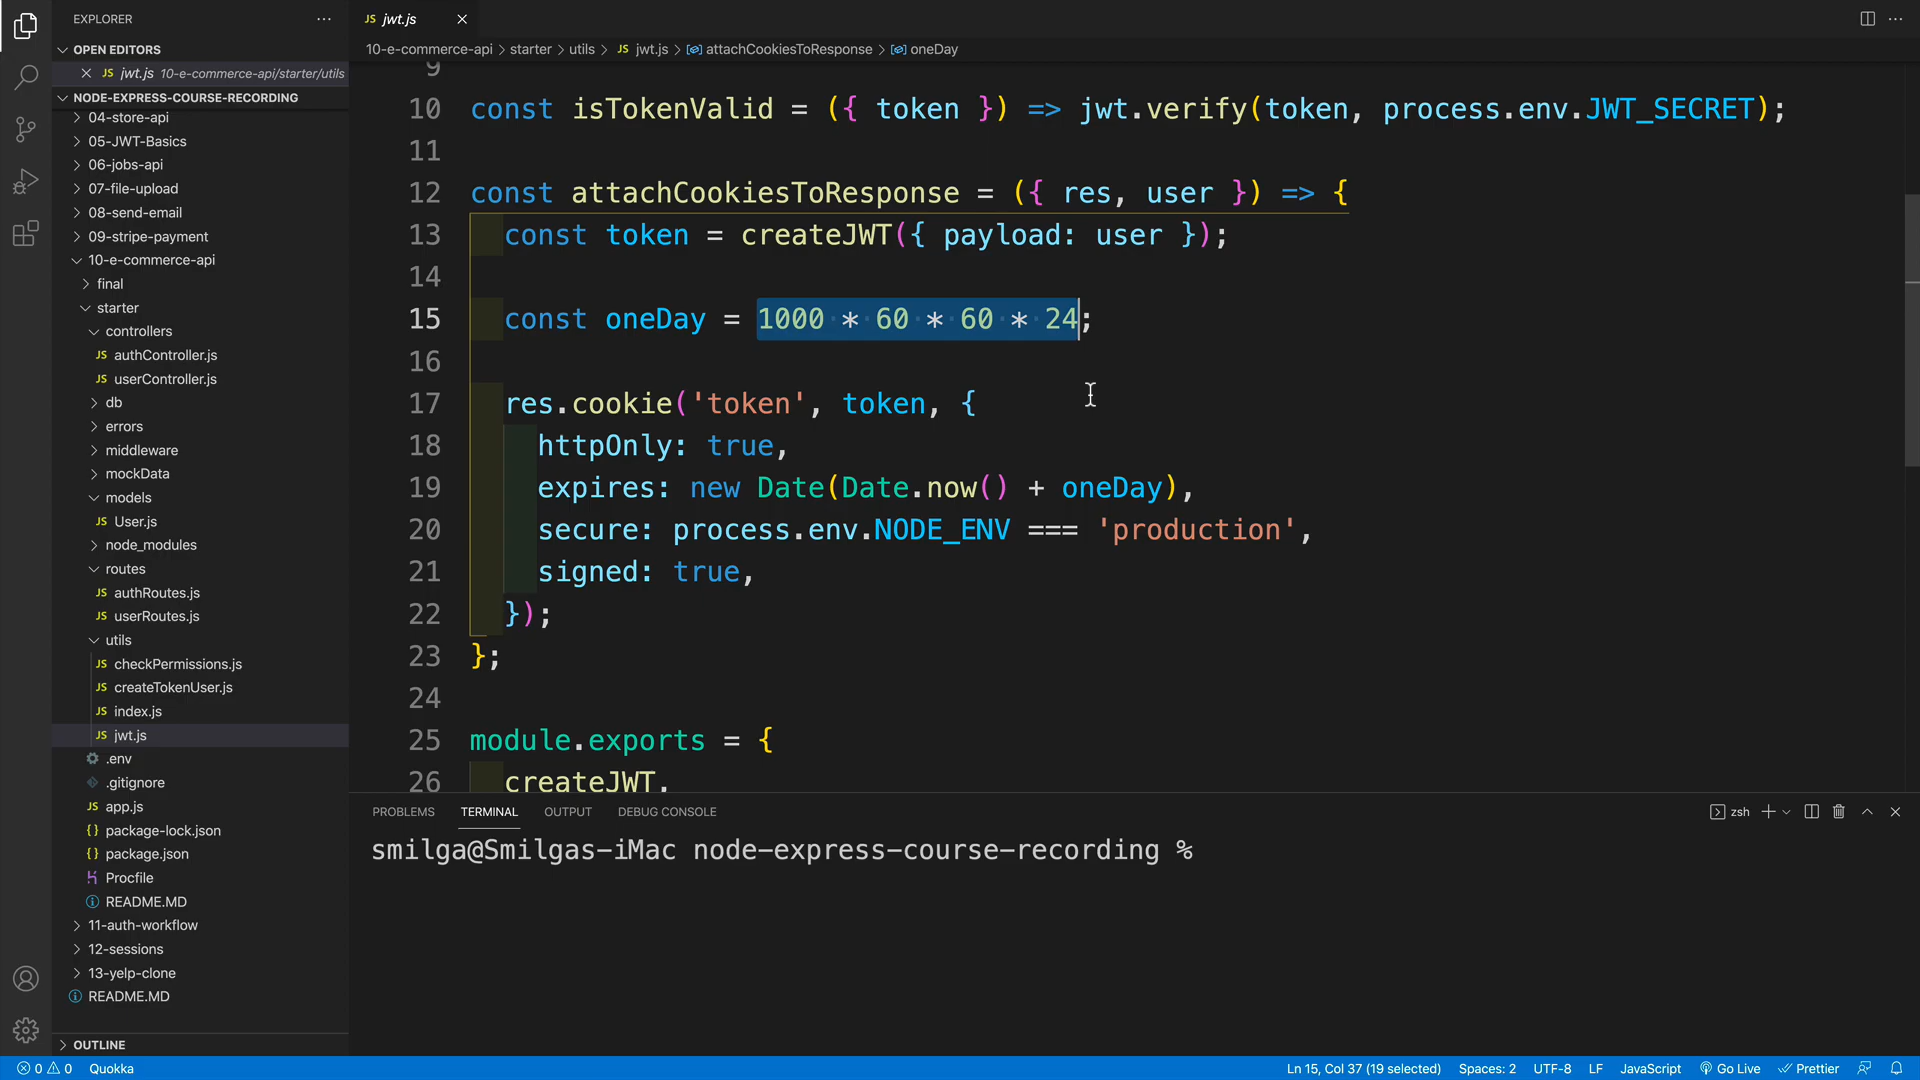 EXPLORER
OPEN EDITORS
JS jwt.js 10-e-commerce-api/starter/utils
NODE-EXPRESS-COURSE-RECORDING
04-store-api
05-JWT-Basics
06-jobs-api
07-file-upload
08-send-email
09-stripe-payment
10-e-commerce-api
final
starter
controllers
JS authController.js
JS userController.js
db
errors
middleware
mockData
models
JS User.js
node_modules
routes
JS authRoutes.js
JS userRoutes.js
utils
JS checkPermissions.js
JS createTokenUser.js
JS index.js
JS jwt.js
.env
.gitignore
JS app.js
{} package-lock.json
{} package.json
Procfile
README.MD
11-auth-workflow
12-sessions
13-yelp-clone
README.MD
OUTLINE
JS jwt.js
10-e-commerce-api > starter > utils > JS jwt.js > attachCookiesToResponse > oneDay
9
10 const isTokenValid = ({ token }) => jwt.verify(token, process.env.JWT_SECRET);
11
12 const attachCookiesToResponse = ({ res, user }) => {
13 const token = createJWT({ payload: user });
14
15 const oneDay = 1000 * 60 * 60 * 24;
16
17 res.cookie('token', token, {
18 httpOnly: true,
19 expires: new Date(Date.now() + oneDay),
20 secure: process.env.NODE_ENV === 'production',
21 signed: true,
22 });
23 };
24
25 module.exports = {
26 createJWT,
PROBLEMS TERMINAL OUTPUT DEBUG CONSOLE zsh
smilga@Smilgas-iMac node-express-course-recording %
0 0 Quokka Ln 15, Col 37 (19 selected) Spaces: 2 UTF-8 LF JavaScript Go Live Prettier